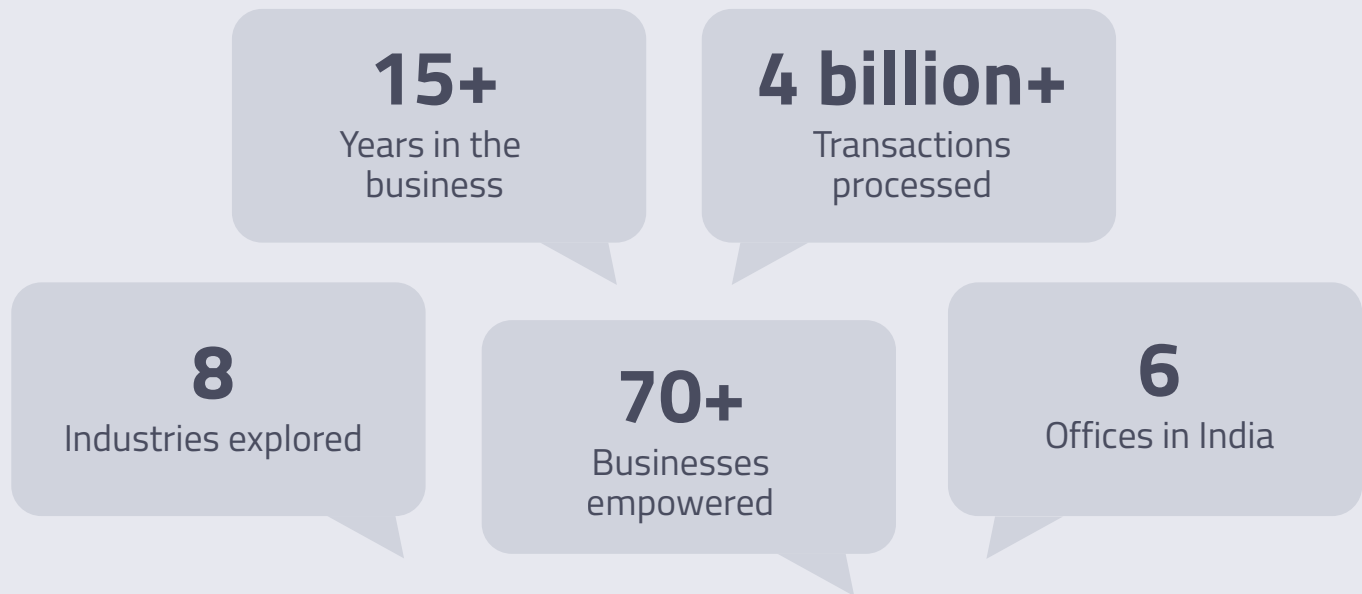 15+
Years in the
business
4 billion+
Transactions
processed
8
Industries explored
70+
Businesses
empowered
6
Offices in India